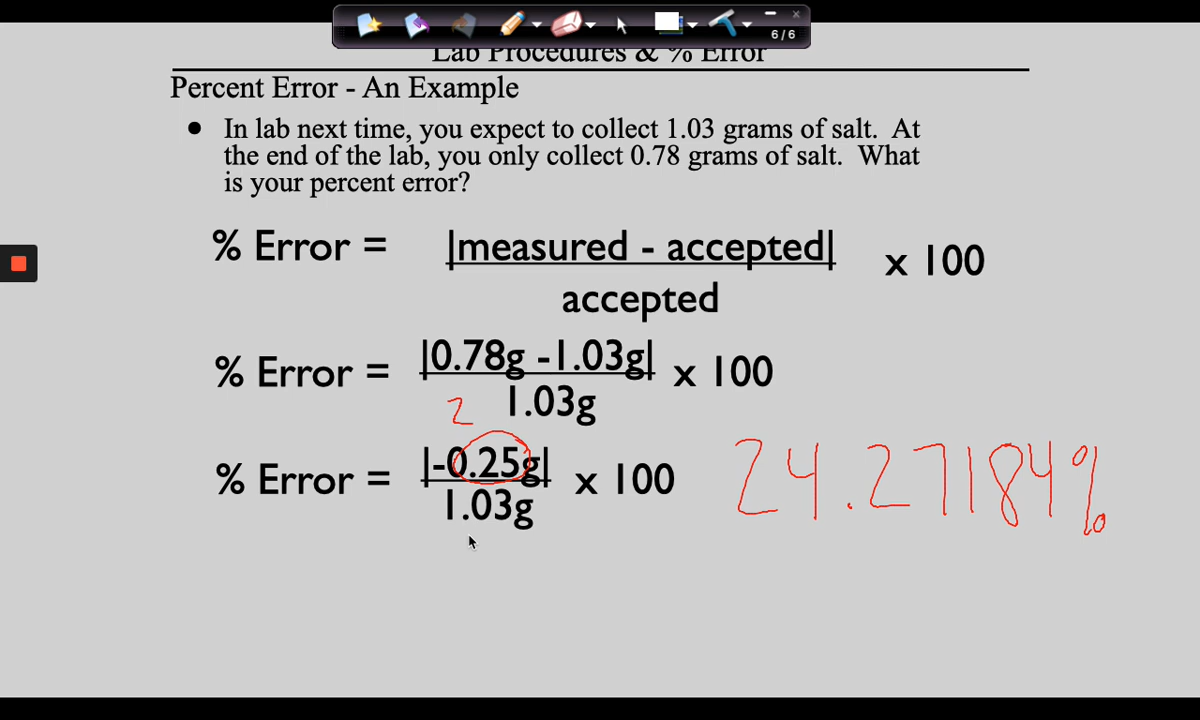 6/6
Lab Procedures & % Error
Percent Error - An Example
• In lab next time, you expect to collect 1.03 grams of salt. At
the end of the lab, you only collect 0.78 grams of salt. What
is your percent error?
% Error = |measured - accepted| x 100
accepted
% Error = |0.78g -1.03g| x 100
1.03g
2
% Error = |-0.25g| x 100 24.27184%
1.03g